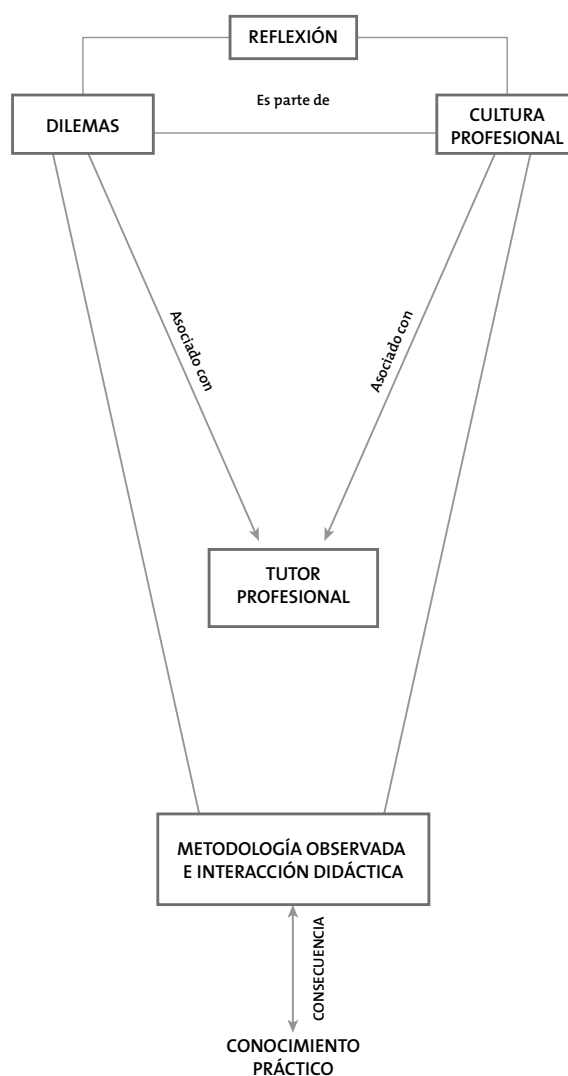 REFLEXIÓN
DILEMAS
Es parte de
CULTURA
PROFESIONAL
Asociado con
Asociado con
TUTOR
PROFESIONAL
METODOLOGÍA OBSERVADA
E INTERACCIÓN DIDÁCTICA
CONSECUENCIA
CONOCIMIENTO
PRÁCTICO